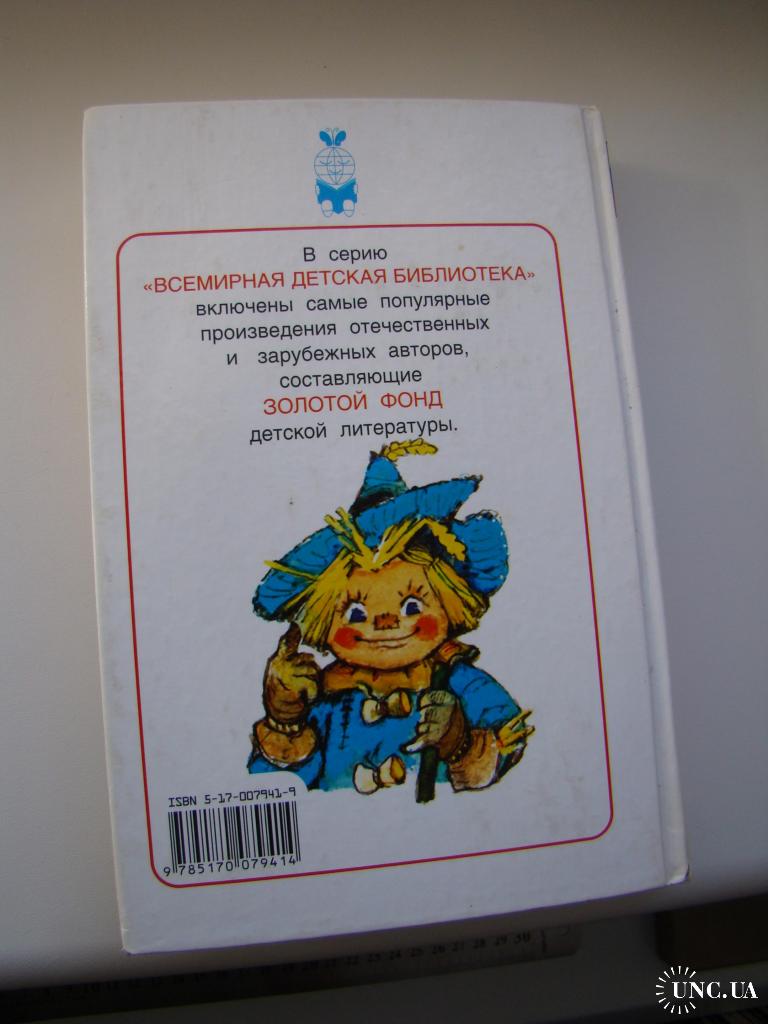 В серию
«ВСЕМИРНАЯ ДЕТСКАЯ БИБЛИОТЕКА»
включены самые популярные
произведения отечественных
и зарубежных авторов,
составляющие
ЗОЛОТОЙ ФОНД
детской литературы.
ISBN 5-17-007941-9
9 785170 079414
UNC.UA